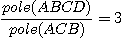 pole(ABCD)
pole(ACB)
= 3